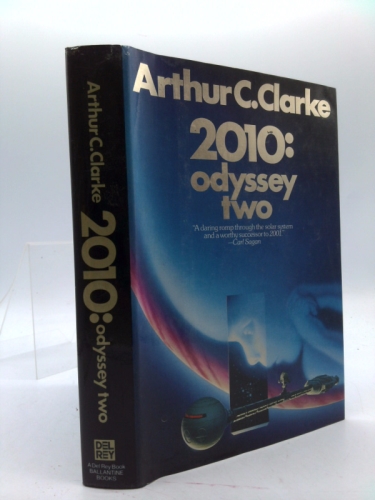 Arthur C. Clarke
2010:
odyssey
two
"A daring romp through the solar system
and a worthy successor to 2001."
—Carl Sagan
Arthur C. Clarke
2010: odyssey two
DEL
REY
A Del Rey Book
BALLANTINE
BOOKS